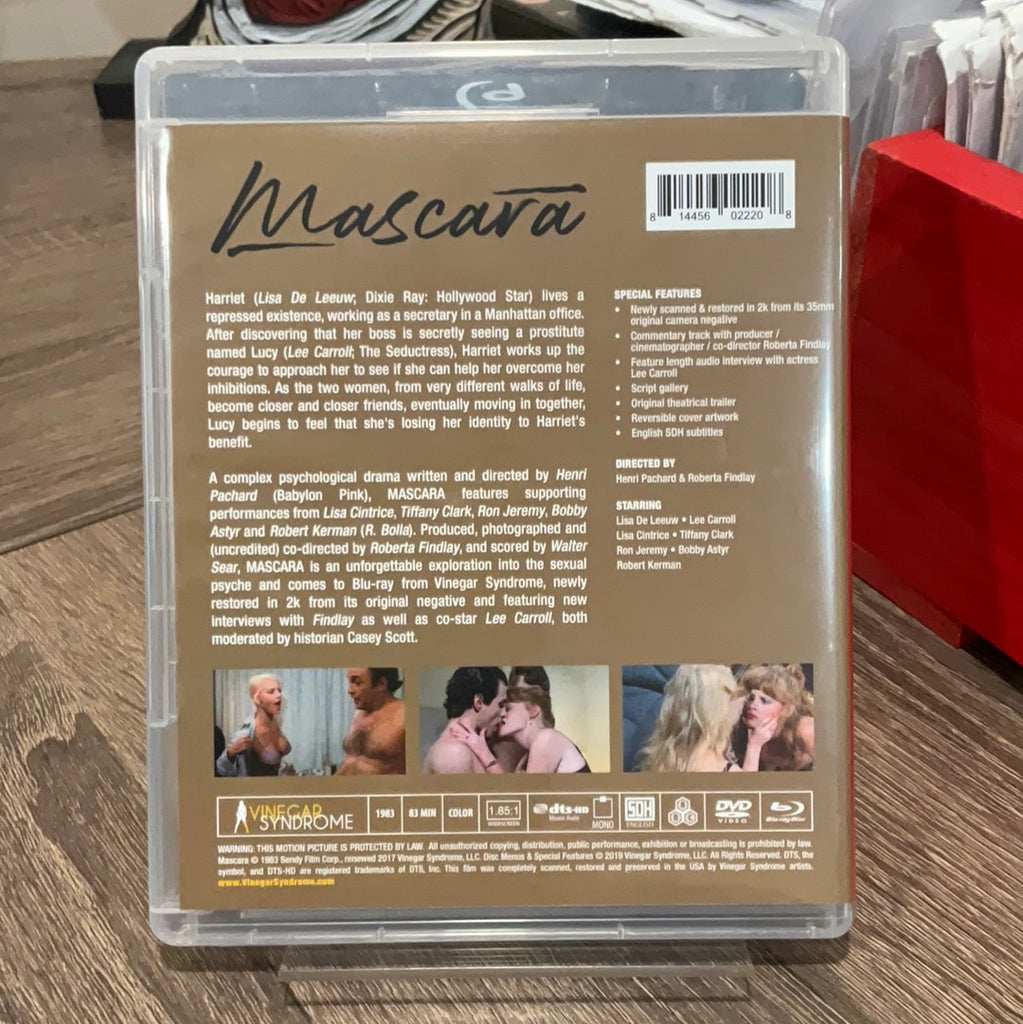 Mascara
8 14456 02220 8
Harriet (Lisa De Leeuw; Dixie Ray: Hollywood Star) lives a
repressed existence, working as a secretary in a Manhattan office.
After discovering that her boss is secretly seeing a prostitute
named Lucy (Lee Carroll; The Seductress), Harriet works up the
courage to approach her to see if she can help her overcome her
inhibitions. As the two women, from very different walks of life,
become closer and closer friends, eventually moving in together,
Lucy begins to feel that she's losing her identity to Harriet's
benefit.
A complex psychological drama written and directed by Henri
Pachard (Babylon Pink), MASCARA features supporting
performances from Lisa Cintrice, Tiffany Clark, Ron Jeremy, Bobby
Astyr and Robert Kerman (R. Bolla). Produced, photographed and
(uncredited) co-directed by Roberta Findlay, and scored by Walter
Sear, MASCARA is an unforgettable exploration into the sexual
psyche and comes to Blu-ray from Vinegar Syndrome, newly
restored in 2k from its original negative and featuring new
interviews with Findlay as well as co-star Lee Carroll, both
moderated by historian Casey Scott.
SPECIAL FEATURES
• Newly scanned & restored in 2k from its 35mm
original camera negative
• Commentary track with producer /
cinematographer / co-director Roberta Findlay
• Feature length audio interview with actress
Lee Carroll
• Script gallery
• Original theatrical trailer
• Reversible cover artwork
• English SDH subtitles
DIRECTED BY
Henri Pachard & Roberta Findlay
STARRING
Lisa De Leeuw • Lee Carroll
Lisa Cintrice • Tiffany Clark
Ron Jeremy • Bobby Astyr
Robert Kerman
VINEGAR
SYNDROME
1983
83 MIN
COLOR
1.85:1
WIDESCREEN
dts-HD
Master Audio
MONO
SDH
ENGLISH
DVD
VIDEO
Blu-ray Disc
WARNING: THIS MOTION PICTURE IS PROTECTED BY LAW. All unauthorized copying, distribution, public performance, exhibition or broadcasting is prohibited by law.
Mascara © 1983 Sendy Film Corp., renewed 2017 Vinegar Syndrome, LLC. Disc Menus & Special Features © 2019 Vinegar Syndrome, LLC. All Rights Reserved. DTS, the
symbol, and DTS-HD are registered trademarks of DTS, Inc. This film was completely scanned, restored and preserved in the USA by Vinegar Syndrome artists.
www.VinegarSyndrome.com